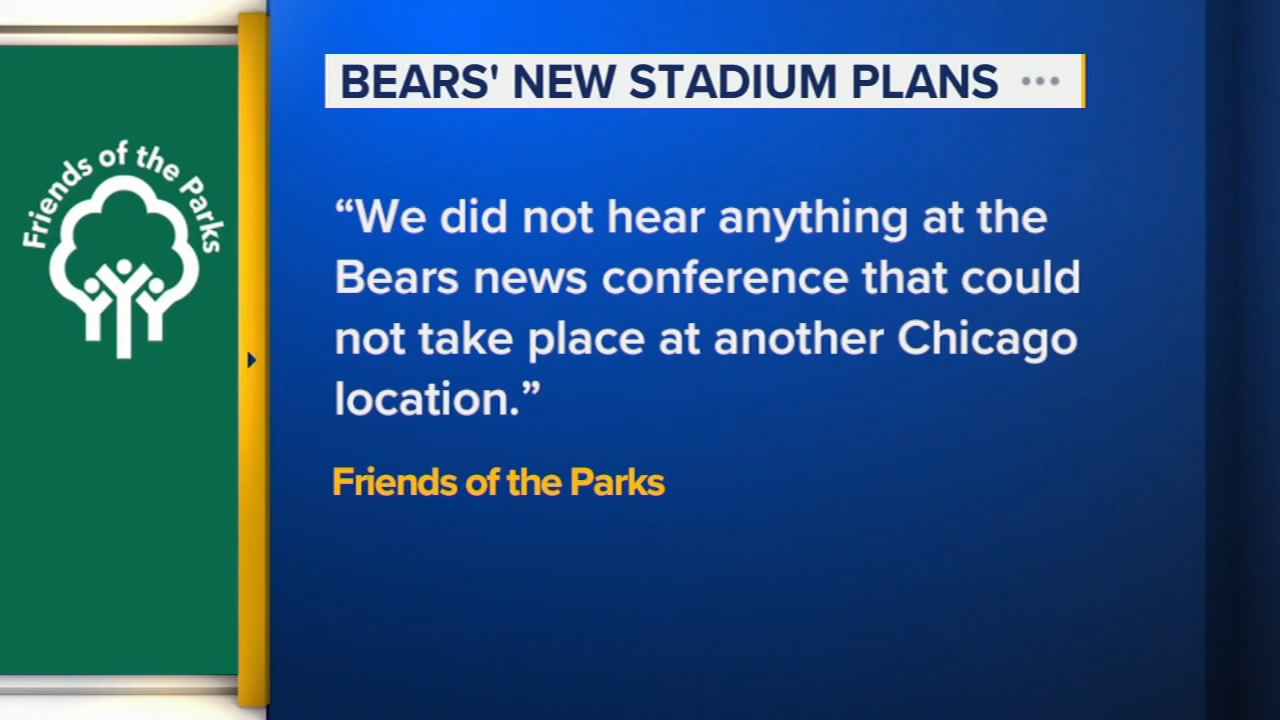 Friends of the Parks
BEARS' NEW STADIUM PLANS •••
“We did not hear anything at the
Bears news conference that could
not take place at another Chicago
location.”
Friends of the Parks